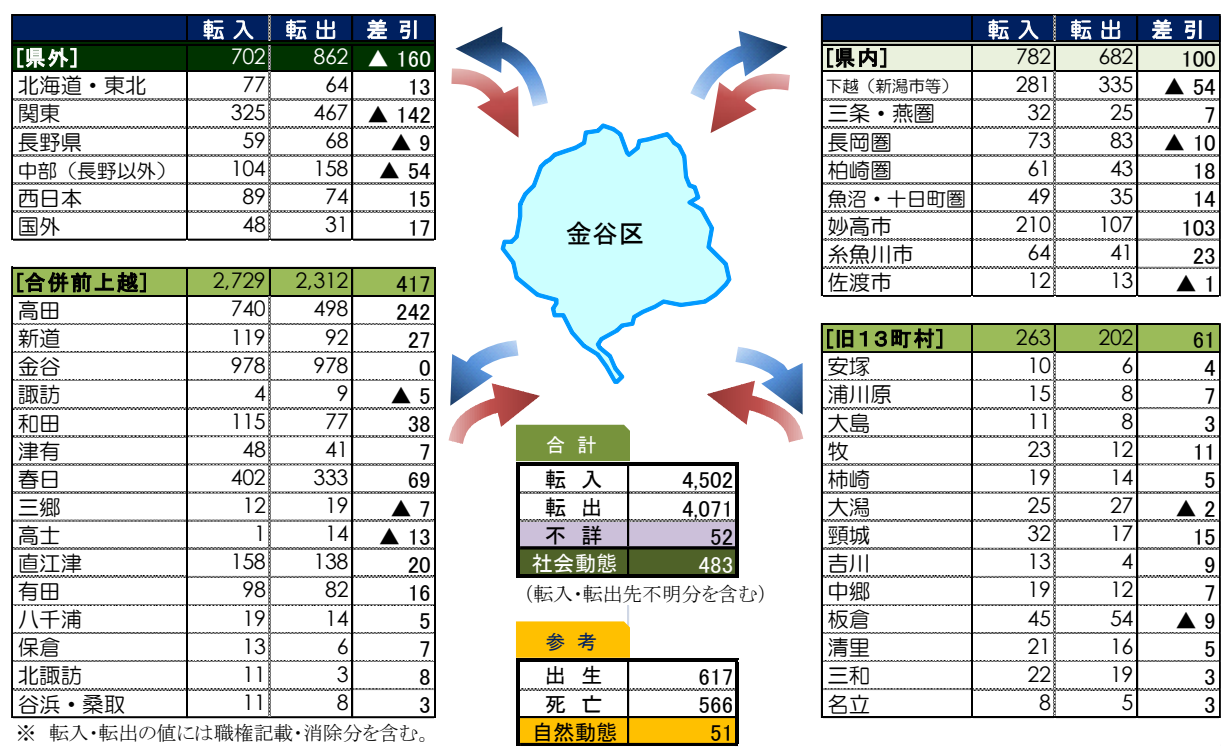 転 入 転 出 差 引
[県外] 702 862 ▲ 160
北海道・東北 77 64 13
関東 325 467 ▲ 142
長野県 59 68 ▲ 9
中部（長野以外） 104 158 ▲ 54
西日本 89 74 15
国外 48 31 17
[合併前上越] 2,729 2,312 417
高田 740 498 242
新道 119 92 27
金谷 978 978 0
諏訪 4 9 ▲ 5
和田 115 77 38
津有 48 41 7
春日 402 333 69
三郷 12 19 ▲ 7
高士 1 14 ▲ 13
直江津 158 138 20
有田 98 82 16
八千浦 19 14 5
保倉 13 6 7
北諏訪 11 3 8
谷浜・桑取 11 8 3
※ 転入・転出の値には職権記載・消除分を含む。
金谷区
合 計
転 入 4,502
転 出 4,071
不 詳 52
社会動態 483
（転入・転出先不明分を含む）
参 考
出 生 617
死 亡 566
自然動態 51
転 入 転 出 差 引
[県内] 782 682 100
下越（新潟市等） 281 335 ▲ 54
三条・燕圏 32 25 7
長岡圏 73 83 ▲ 10
柏崎圏 61 43 18
魚沼・十日町圏 49 35 14
妙高市 210 107 103
糸魚川市 64 41 23
佐渡市 12 13 ▲ 1
[旧１３町村] 263 202 61
安塚 10 6 4
浦川原 15 8 7
大島 11 8 3
牧 23 12 11
柿崎 19 14 5
大潟 25 27 ▲ 2
頸城 32 17 15
吉川 13 4 9
中郷 19 12 7
板倉 45 54 ▲ 9
清里 21 16 5
三和 22 19 3
名立 8 5 3